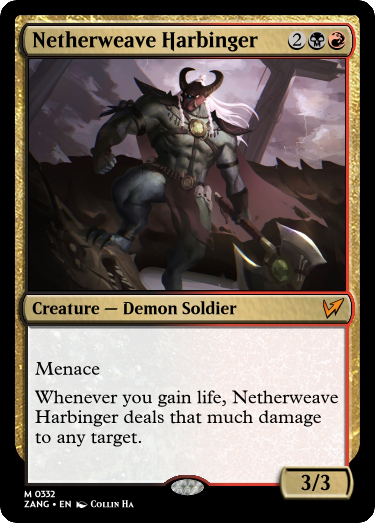 Netherweave Harbinger 2
Creature — Demon Soldier
Menace
Whenever you gain life, Netherweave
Harbinger deals that much damage
to any target.
3/3
M 0332
ZANG • EN Collin Ha